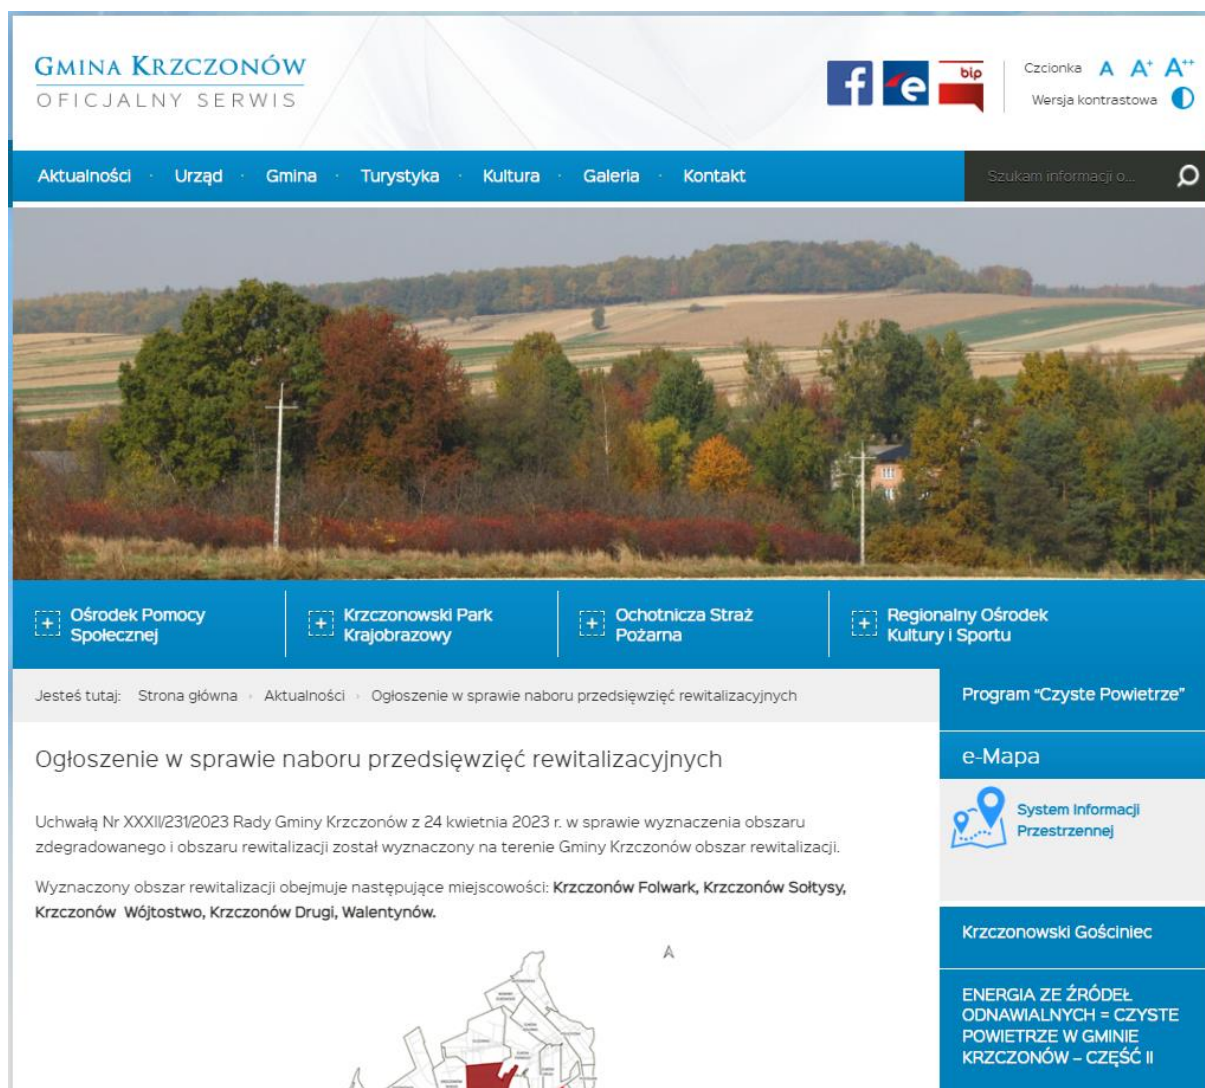 GMINA KRZCZONÓW
OFICJALNY SERWIS
bip
Czcionka A A+ A++
Wersja kontrastowa
Aktualności · Urząd · Gmina · Turystyka · Kultura · Galeria · Kontakt
Szukam informacji o...
Ośrodek Pomocy
Społecznej
Krzczonowski Park
Krajobrazowy
Ochotnicza Straż
Pożarna
Regionalny Ośrodek
Kultury i Sportu
Jesteś tutaj: Strona główna Aktualności Ogłoszenie w sprawie naboru przedsięwzięć rewitalizacyjnych
Ogłoszenie w sprawie naboru przedsięwzięć rewitalizacyjnych
Uchwałą Nr XXXII/231/2023 Rady Gminy Krzczonów z 24 kwietnia 2023 r. w sprawie wyznaczenia obszaru
zdegradowanego i obszaru rewitalizacji został wyznaczony na terenie Gminy Krzczonów obszar rewitalizacji.
Wyznaczony obszar rewitalizacji obejmuje następujące miejscowości: Krzczonów Folwark, Krzczonów Sołtysy,
Krzczonów Wójtostwo, Krzczonów Drugi, Walentynów.
Program “Czyste Powietrze”
e-Mapa
System Informacji
Przestrzennej
Krzczonowski Gościniec
ENERGIA ZE ŹRÓDEŁ
ODNAWIALNYCH = CZYSTE
POWIETRZE W GMINIE
KRZCZONÓW – CZĘŚĆ II